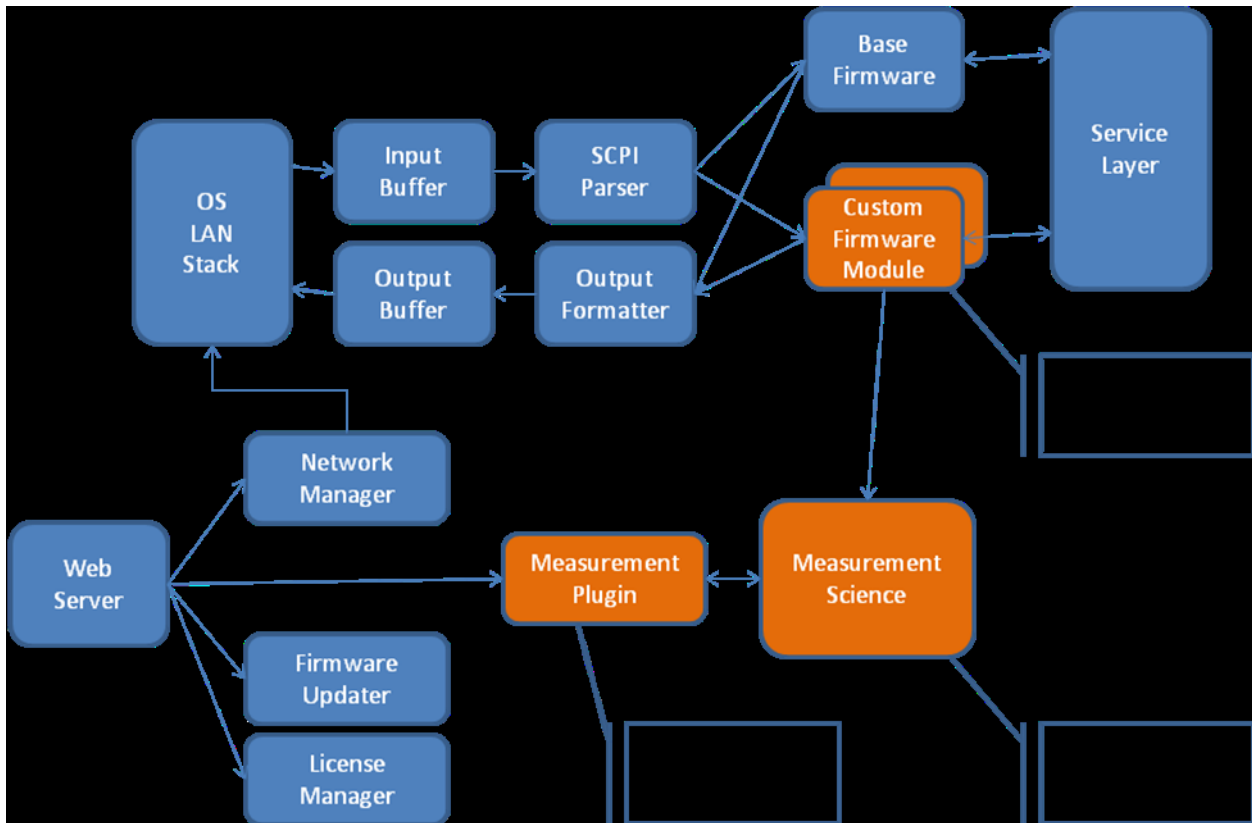 Base
Firmware
Service
Layer
OS
LAN
Stack
Input
Buffer
SCPI
Parser
Custom
Firmware
Module
Output
Buffer
Output
Formatter
Network
Manager
Web
Server
Measurement
Plugin
Measurement
Science
Firmware
Updater
License
Manager